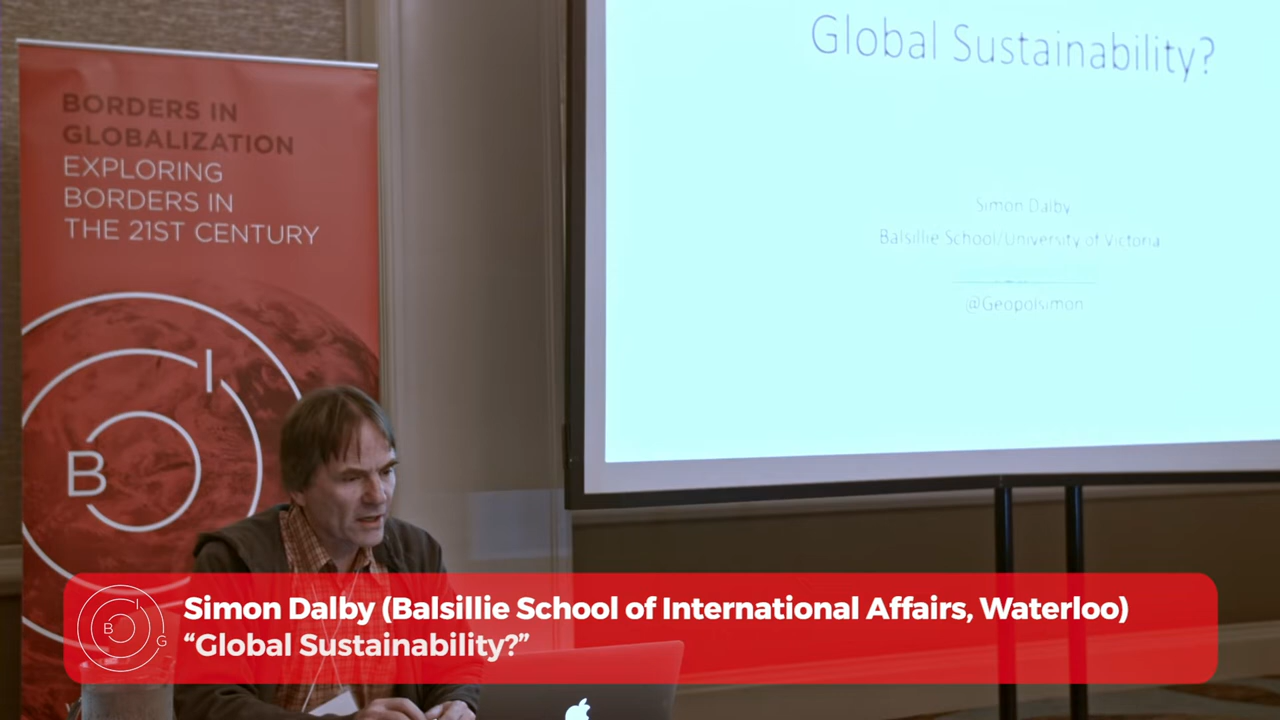 BORDERS IN
GLOBALIZATION
EXPLORING
BORDERS IN
THE 21ST CENTURY
B
I
Global Sustainability?
Simon Dalby
Balsillie School/University of Victoria
@Geopolsimon
B
I
G
Simon Dalby (Balsillie School of International Affairs, Waterloo)
“Global Sustainability?”